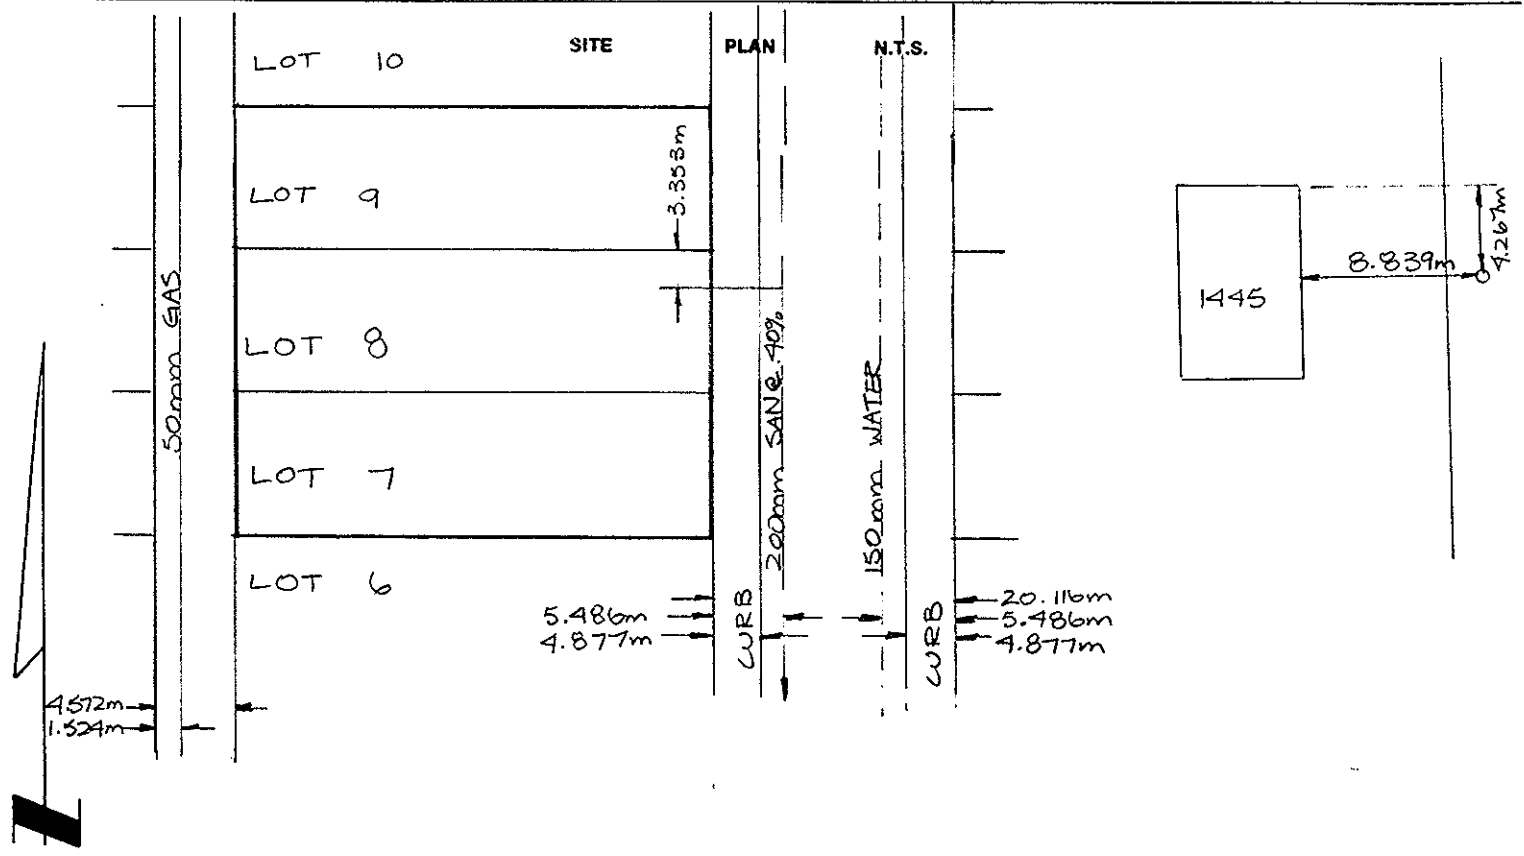 SITE PLAN N.T.S.
LOT 10
3.353m
LOT 9
4.267m
8.839m
1445
50mm GAS
LOT 8
200mm SAN@.40%
150mm WATER
LOT 7
LOT 6
CURB
CURB
20.116m
5.486m
5.486m
4.877m
4.877m
4.572m
1.524m
N